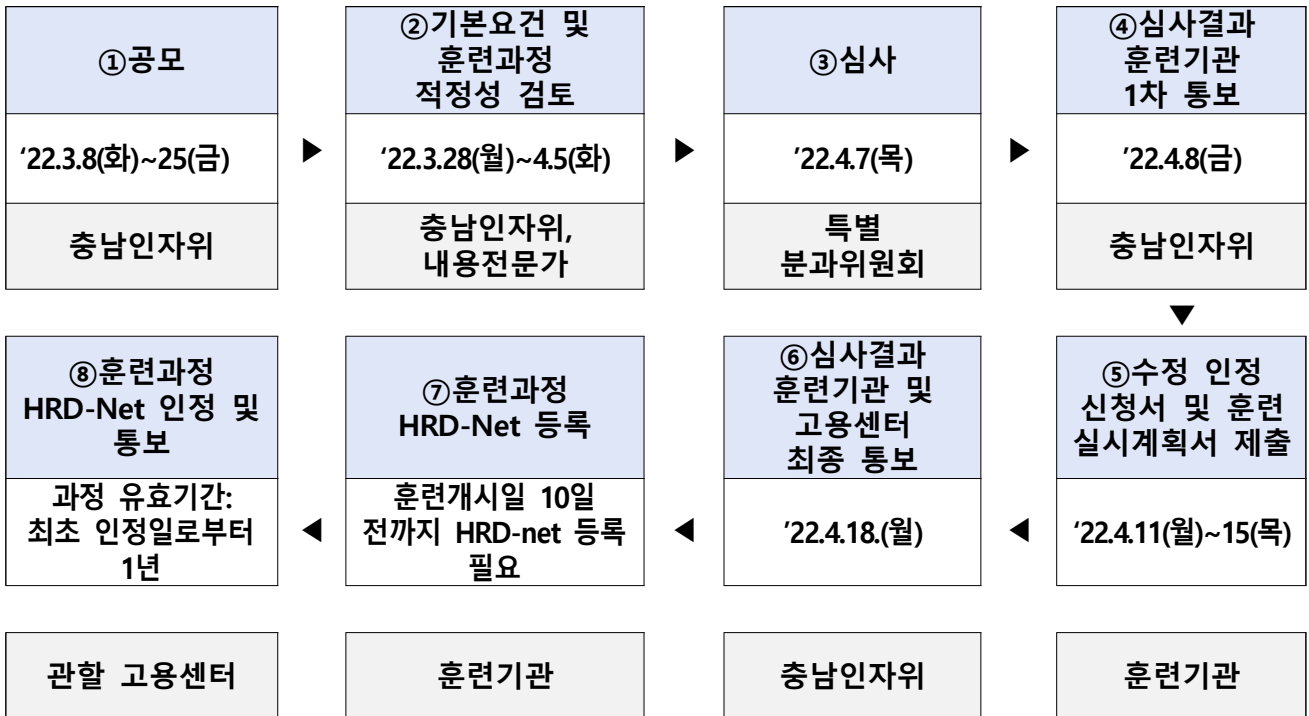 ①공모
'22.3.8(화)~25(금)
충남인자위
▶
②기본요건 및
훈련과정
적정성 검토
'22.3.28(월)~4.5(화)
충남인자위,
내용전문가
▶
③심사
'22.4.7(목)
특별
분과위원회
▶
④심사결과
훈련기관
1차 통보
'22.4.8(금)
충남인자위
▼
⑤수정 인정
신청서 및 훈련
실시계획서 제출
'22.4.11(월)~15(목)
훈련기관
◀
⑥심사결과
훈련기관 및
고용센터
최종 통보
'22.4.18.(월)
충남인자위
◀
⑦훈련과정
HRD-Net 등록
훈련개시일 10일
전까지 HRD-net 등록
필요
훈련기관
◀
⑧훈련과정
HRD-Net 인정 및
통보
과정 유효기간:
최초 인정일로부터
1년
관할 고용센터